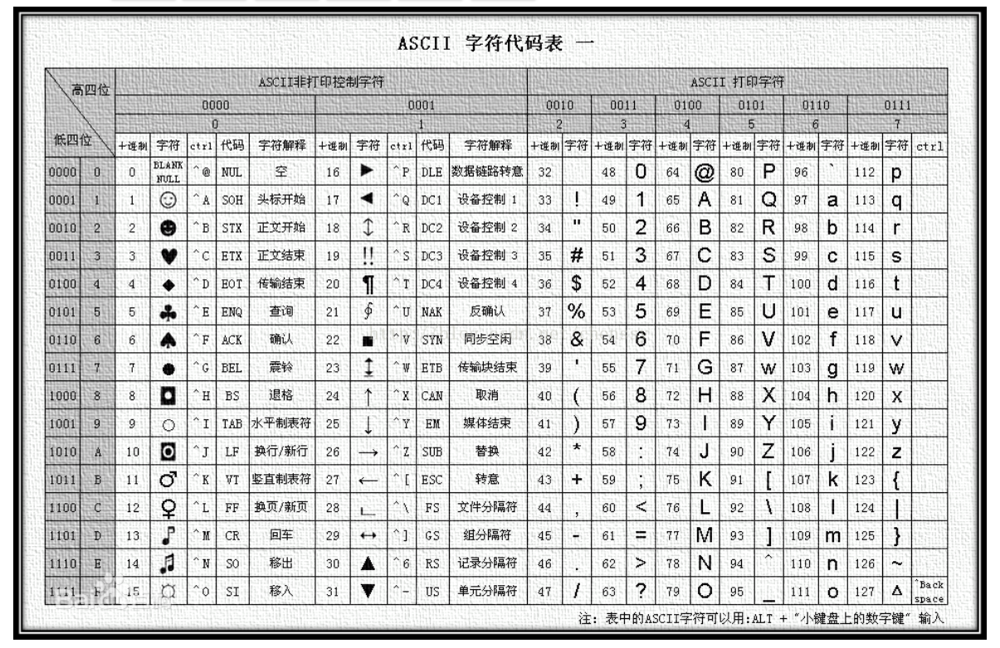 ASCII 字符代码表 一
高四位 ASCII非打印控制字符 ASCII 打印字符
0000 0001 0010 0011 0100 0101 0110 0111
0 1 2 3 4 5 6 7
低四位 十进制 字符 ctrl 代码 字符解释 十进制 字符 ctrl 代码 字符解释 十进制 字符 十进制 字符 十进制 字符 十进制 字符 十进制 字符 十进制 字符 ctrl
0000 0 0 BLANK NULL ^@ NUL 空 16 ► ^P DLE 数据链路转意 32 48 0 64 @ 80 P 96 ` 112 p
0001 1 1 ☺ ^A SOH 头标开始 17 ◄ ^Q DC1 设备控制 1 33 ! 49 1 65 A 81 Q 97 a 113 q
0010 2 2 ☻ ^B STX 正文开始 18 ↕ ^R DC2 设备控制 2 34 " 50 2 66 B 82 R 98 b 114 r
0011 3 3 ♥ ^C ETX 正文结束 19 ‼ ^S DC3 设备控制 3 35 # 51 3 67 C 83 S 99 c 115 s
0100 4 4 ◆ ^D EOT 传输结束 20 ¶ ^T DC4 设备控制 4 36 $ 52 4 68 D 84 T 100 d 116 t
0101 5 5 ♣ ^E ENQ 查询 21 ∮ ^U NAK 反确认 37 % 53 5 69 E 85 U 101 e 117 u
0110 6 6 ♠ ^F ACK 确认 22 ■ ^V SYN 同步空闲 38 & 54 6 70 F 86 V 102 f 118 v
0111 7 7 ● ^G BEL 震铃 23 ↨ ^W ETB 传输块结束 39 ' 55 7 71 G 87 w 103 g 119 w
1000 8 8 ◘ ^H BS 退格 24 ↑ ^X CAN 取消 40 ( 56 8 72 H 88 X 104 h 120 x
1001 9 9 ○ ^I TAB 水平制表符 25 ↓ ^Y EM 媒体结束 41 ) 57 9 73 I 89 Y 105 i 121 y
1010 A 10 ◙ ^J LF 换行/新行 26 → ^Z SUB 替换 42 * 58 : 74 J 90 Z 106 j 122 z
1011 B 11 ♂ ^K VT 竖直制表符 27 ← ^[ ESC 转意 43 + 59 ; 75 K 91 [ 107 k 123 {
1100 C 12 ♀ ^L FF 换页/新页 28 ∟ ^\ FS 文件分隔符 44 , 60 < 76 L 92 \ 108 l 124 |
1101 D 13 ♪ ^M CR 回车 29 ↔ ^] GS 组分隔符 45 - 61 = 77 M 93 ] 109 m 125 }
1110 E 14 ♫ ^N SO 移出 30 ▲ ^6 RS 记录分隔符 46 . 62 > 78 N 94 ^ 110 n 126 ~
1111 F 15 ☼ ^O SI 移入 31 ▼ ^- US 单元分隔符 47 / 63 ? 79 O 95 _ 111 o 127 Δ ^Back space
注：表中的ASCII字符可以用:ALT + "小键盘上的数字键" 输入